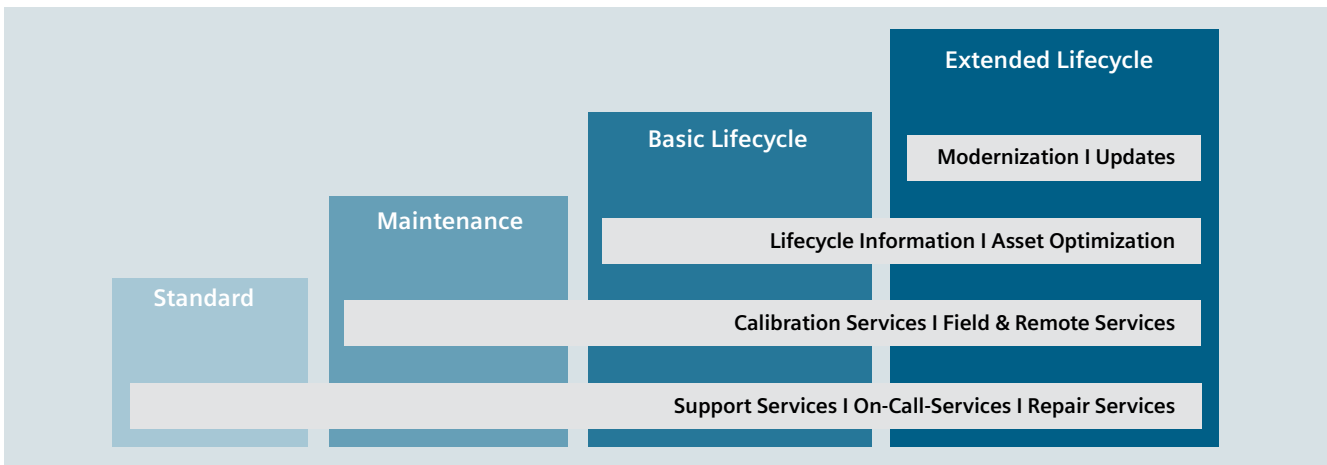 Extended Lifecycle
Basic Lifecycle
Modernization I Updates
Maintenance
Lifecycle Information I Asset Optimization
Standard
Calibration Services I Field & Remote Services
Support Services I On-Call-Services I Repair Services